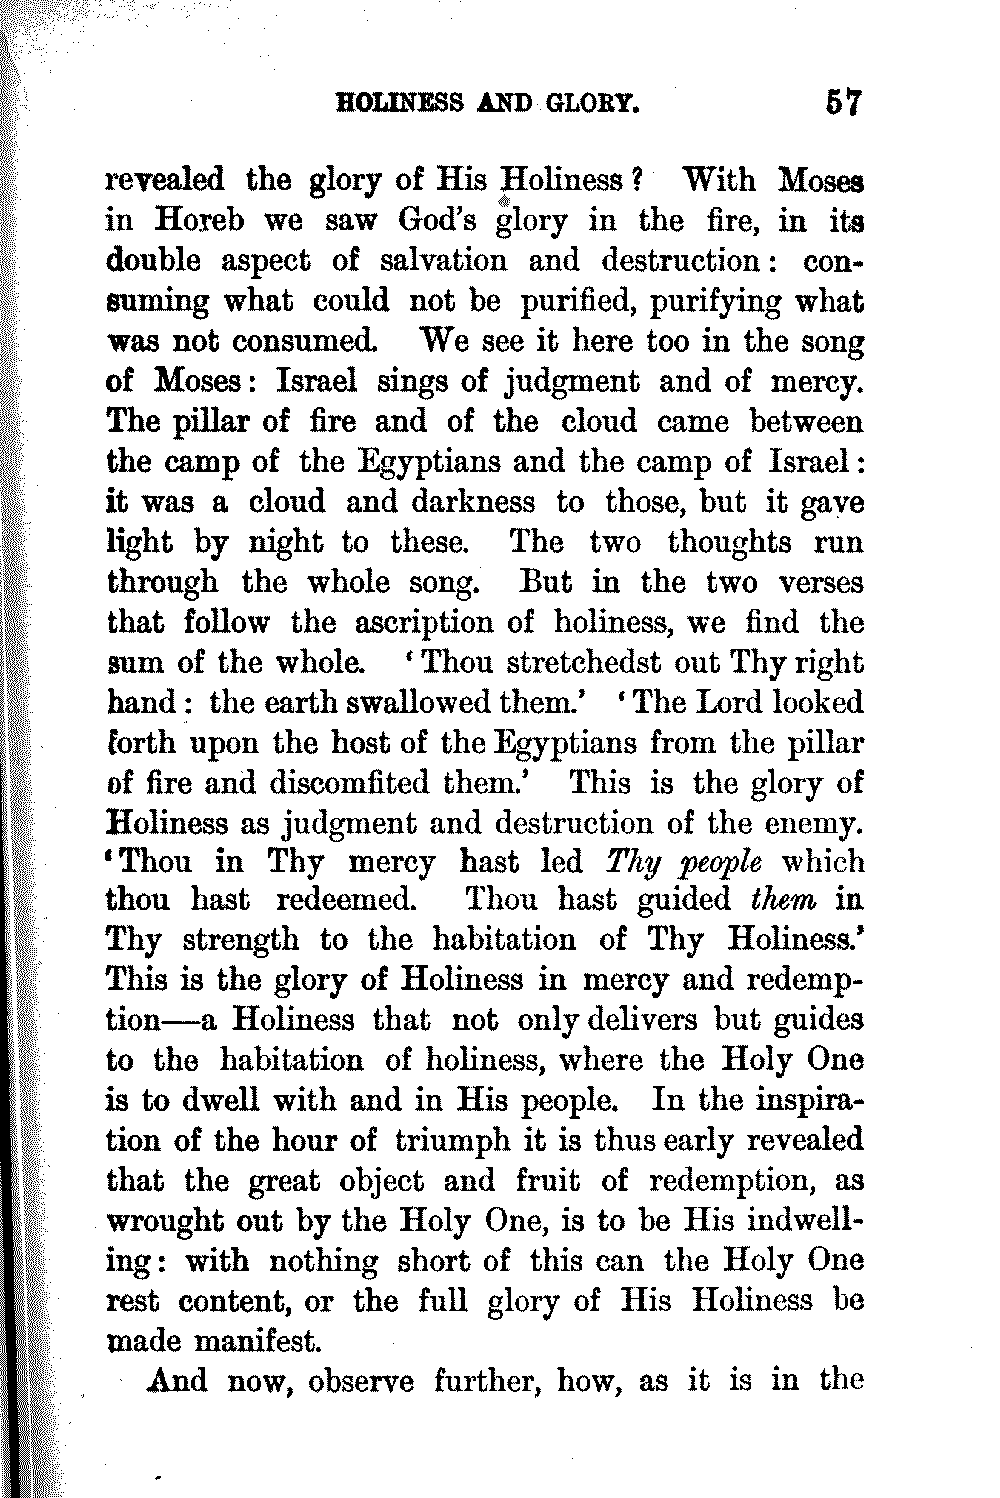 HOLINESS AND GLORY. 57
revealed the glory of His Holiness? With Moses
in Horeb we saw God's glory in the fire, in its
double aspect of salvation and destruction: con-
suming what could not be purified, purifying what
was not consumed. We see it here too in the song
of Moses: Israel sings of judgment and of mercy.
The pillar of fire and of the cloud came between
the camp of the Egyptians and the camp of Israel:
it was a cloud and darkness to those, but it gave
light by night to these. The two thoughts run
through the whole song. But in the two verses
that follow the ascription of holiness, we find the
sum of the whole. 'Thou stretchedst out Thy right
hand: the earth swallowed them.' 'The Lord looked
forth upon the host of the Egyptians from the pillar
of fire and discomfited them.' This is the glory of
Holiness as judgment and destruction of the enemy.
'Thou in Thy mercy hast led Thy people which
thou hast redeemed. Thou hast guided them in
Thy strength to the habitation of Thy Holiness.'
This is the glory of Holiness in mercy and redemp-
tion—a Holiness that not only delivers but guides
to the habitation of holiness, where the Holy One
is to dwell with and in His people. In the inspira-
tion of the hour of triumph it is thus early revealed
that the great object and fruit of redemption, as
wrought out by the Holy One, is to be His indwell-
ing: with nothing short of this can the Holy One
rest content, or the full glory of His Holiness be
made manifest.
And now, observe further, how, as it is in the